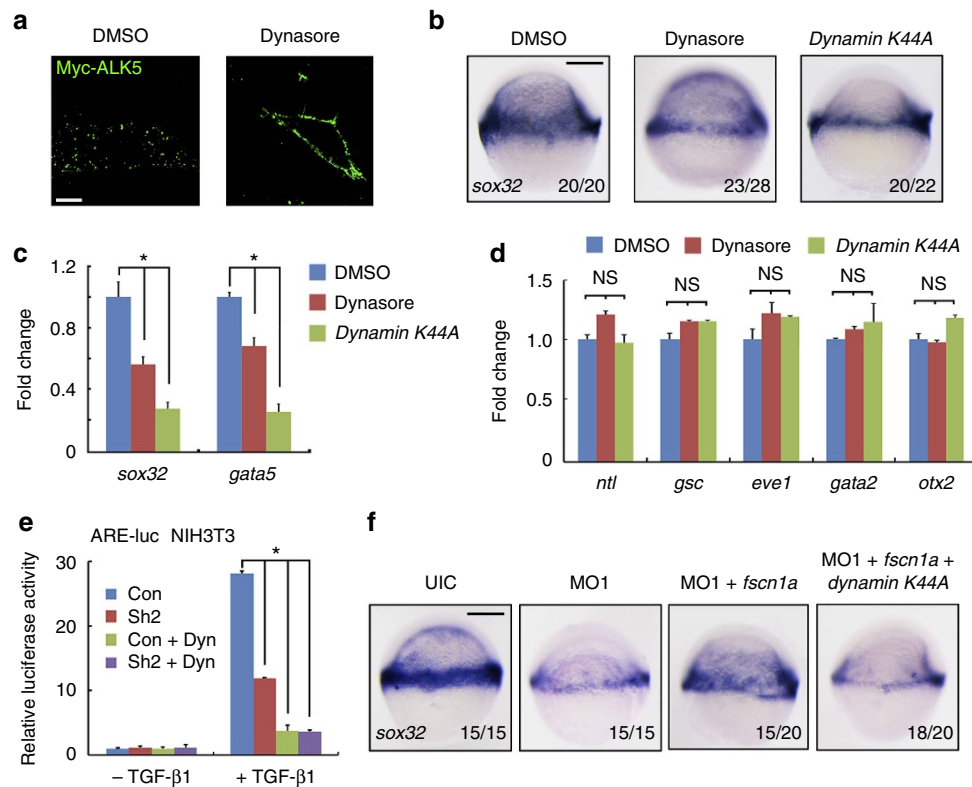 a
DMSO
Dynasore
Myc-ALK5
b
DMSO
Dynasore
Dynamin K44A
sox32
20/20
23/28
20/22
c
1.2
0.8
0.4
0
Fold change
*
*
DMSO
Dynasore
Dynamin K44A
sox32
gata5
d
DMSO
Dynasore
Dynamin K44A
1.5
1.0
0.5
0
Fold change
NS
NS
NS
NS
NS
ntl
gsc
eve1
gata2
otx2
e
ARE-luc NIH3T3
30
20
10
0
Relative luciferase activity
Con
Sh2
Con + Dyn
Sh2 + Dyn
*
– TGF-β1
+ TGF-β1
f
UIC
MO1
MO1 + fscn1a
MO1 + fscn1a +
dynamin K44A
sox32
15/15
15/15
15/20
18/20